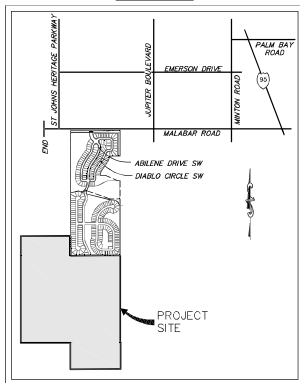 ST JOHNS HERITAGE PARKWAY
JUPITER BOULEVARD
MINTON ROAD
PALM BAY
ROAD
EMERSON DRIVE
95
END
MALABAR ROAD
ABILENE DRIVE SW
DIABLO CIRCLE SW
PROJECT
SITE